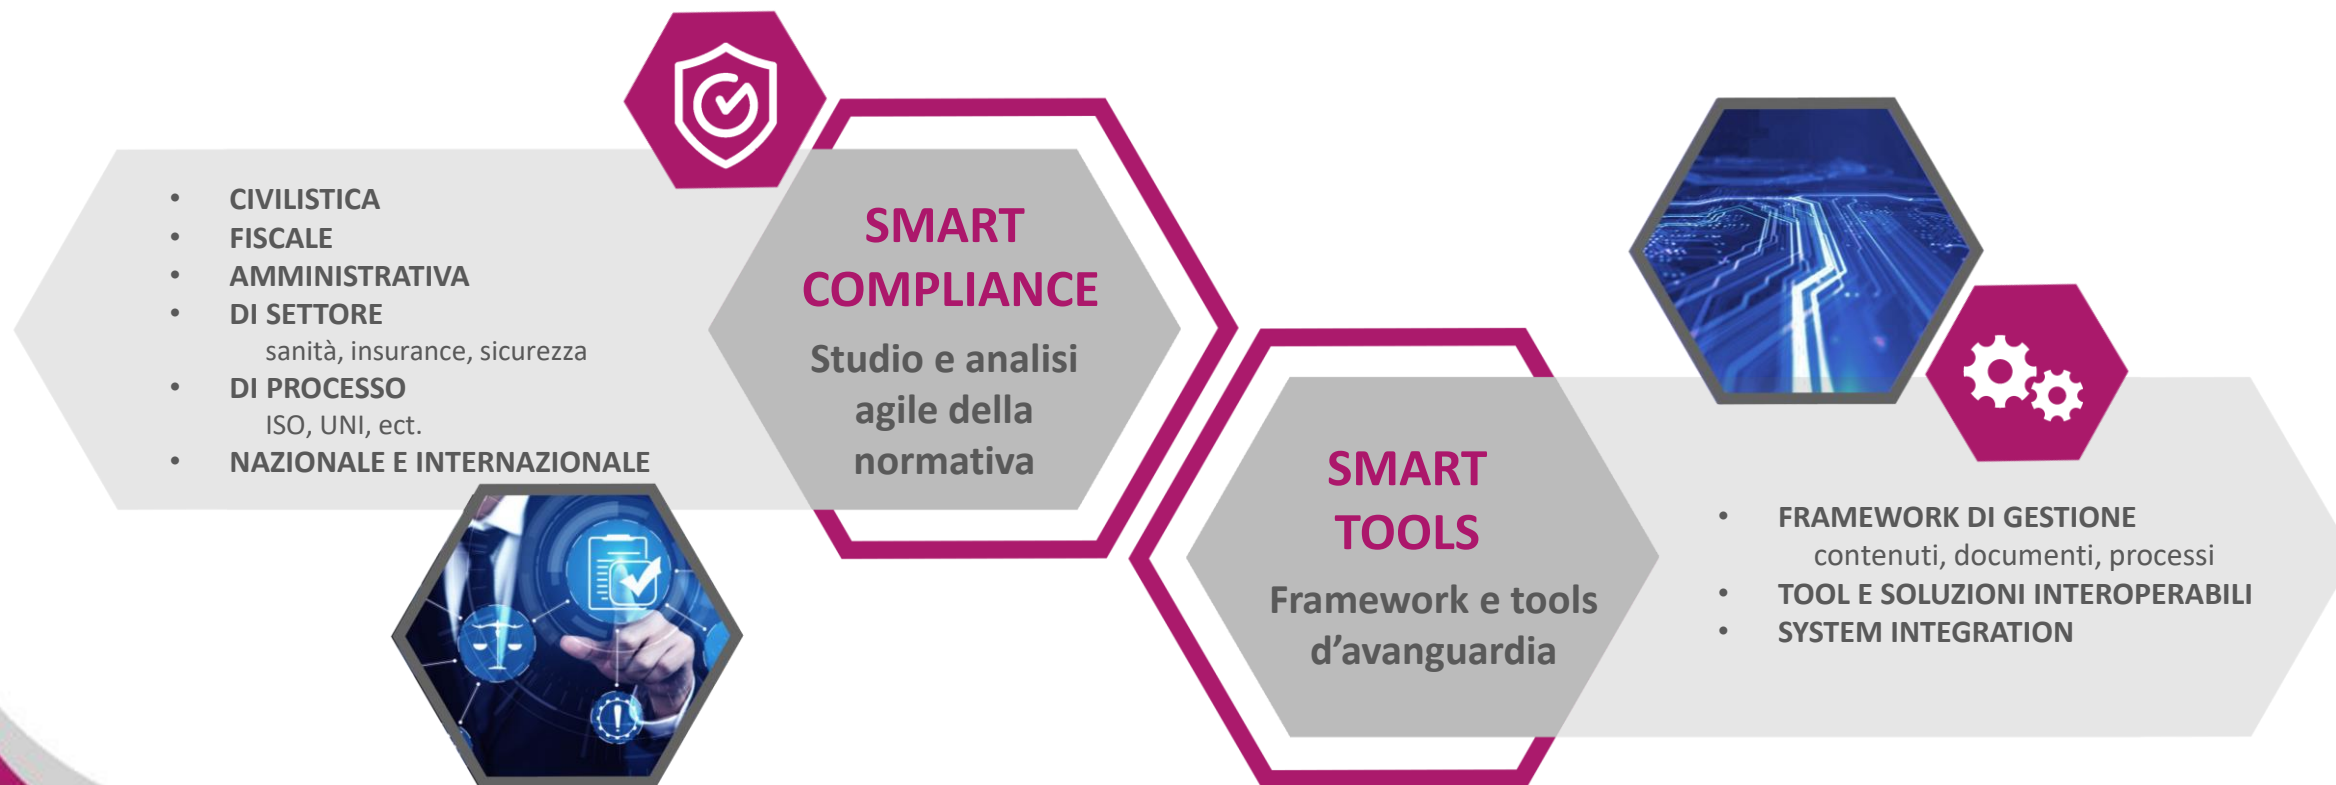 • CIVILISTICA
• FISCALE
• AMMINISTRATIVA
• DI SETTORE
sanità, insurance, sicurezza
• DI PROCESSO
ISO, UNI, ect.
• NAZIONALE E INTERNAZIONALE
SMART
COMPLIANCE
Studio e analisi
agile della
normativa
SMART
TOOLS
Framework e tools
d’avanguardia
• FRAMEWORK DI GESTIONE
contenuti, documenti, processi
• TOOL E SOLUZIONI INTEROPERABILI
• SYSTEM INTEGRATION